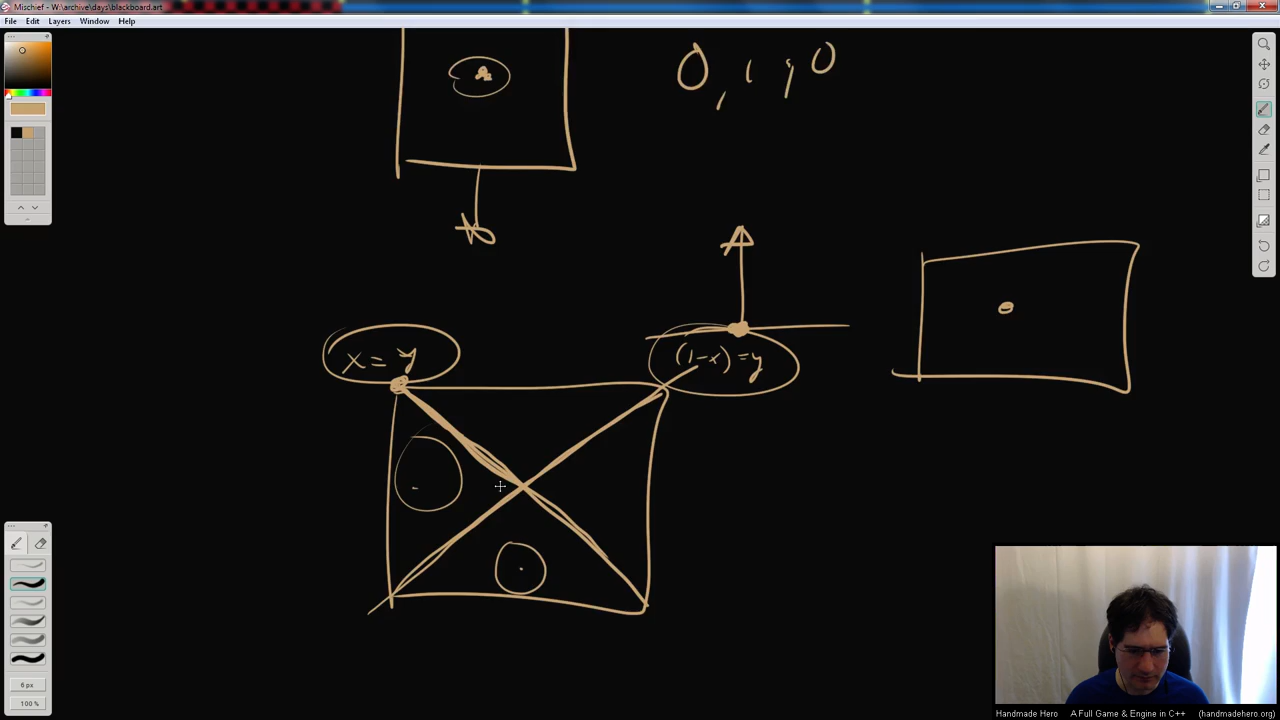 Mischief - W:\archive\days\blackboard.art
File Edit Layers Window Help
0, 1, 0
x = y
(1-x) = y
6 px
100 %
Handmade Hero A Full Game & Engine in C++ (handmadehero.org)